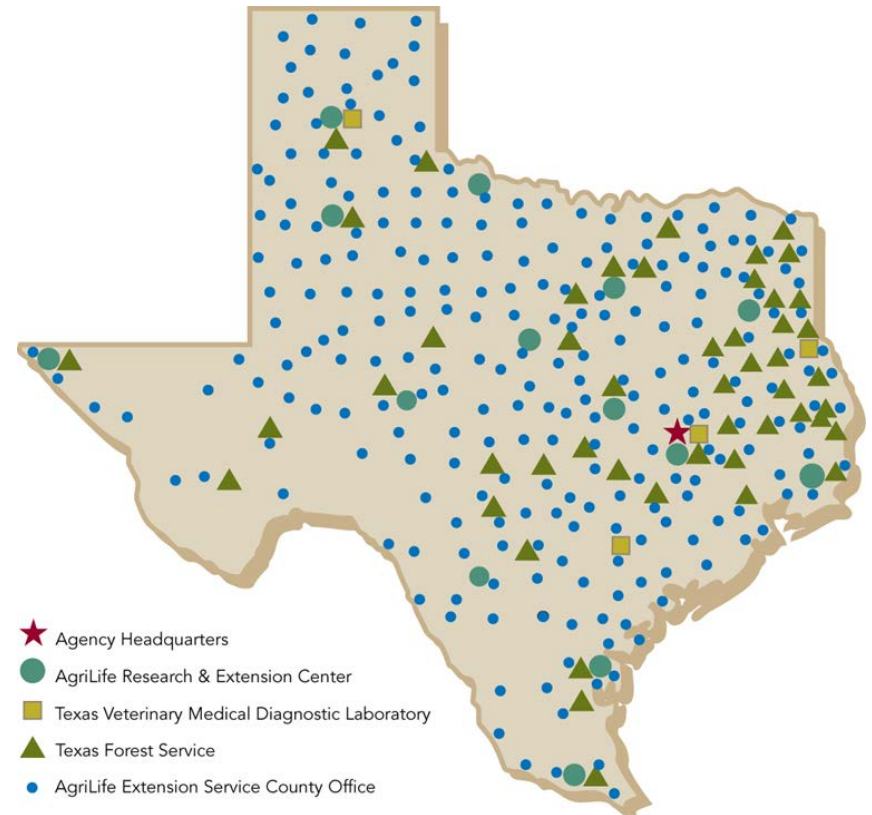 Agency Headquarters
AgriLife Research & Extension Center
Texas Veterinary Medical Diagnostic Laboratory
Texas Forest Service
AgriLife Extension Service County Office